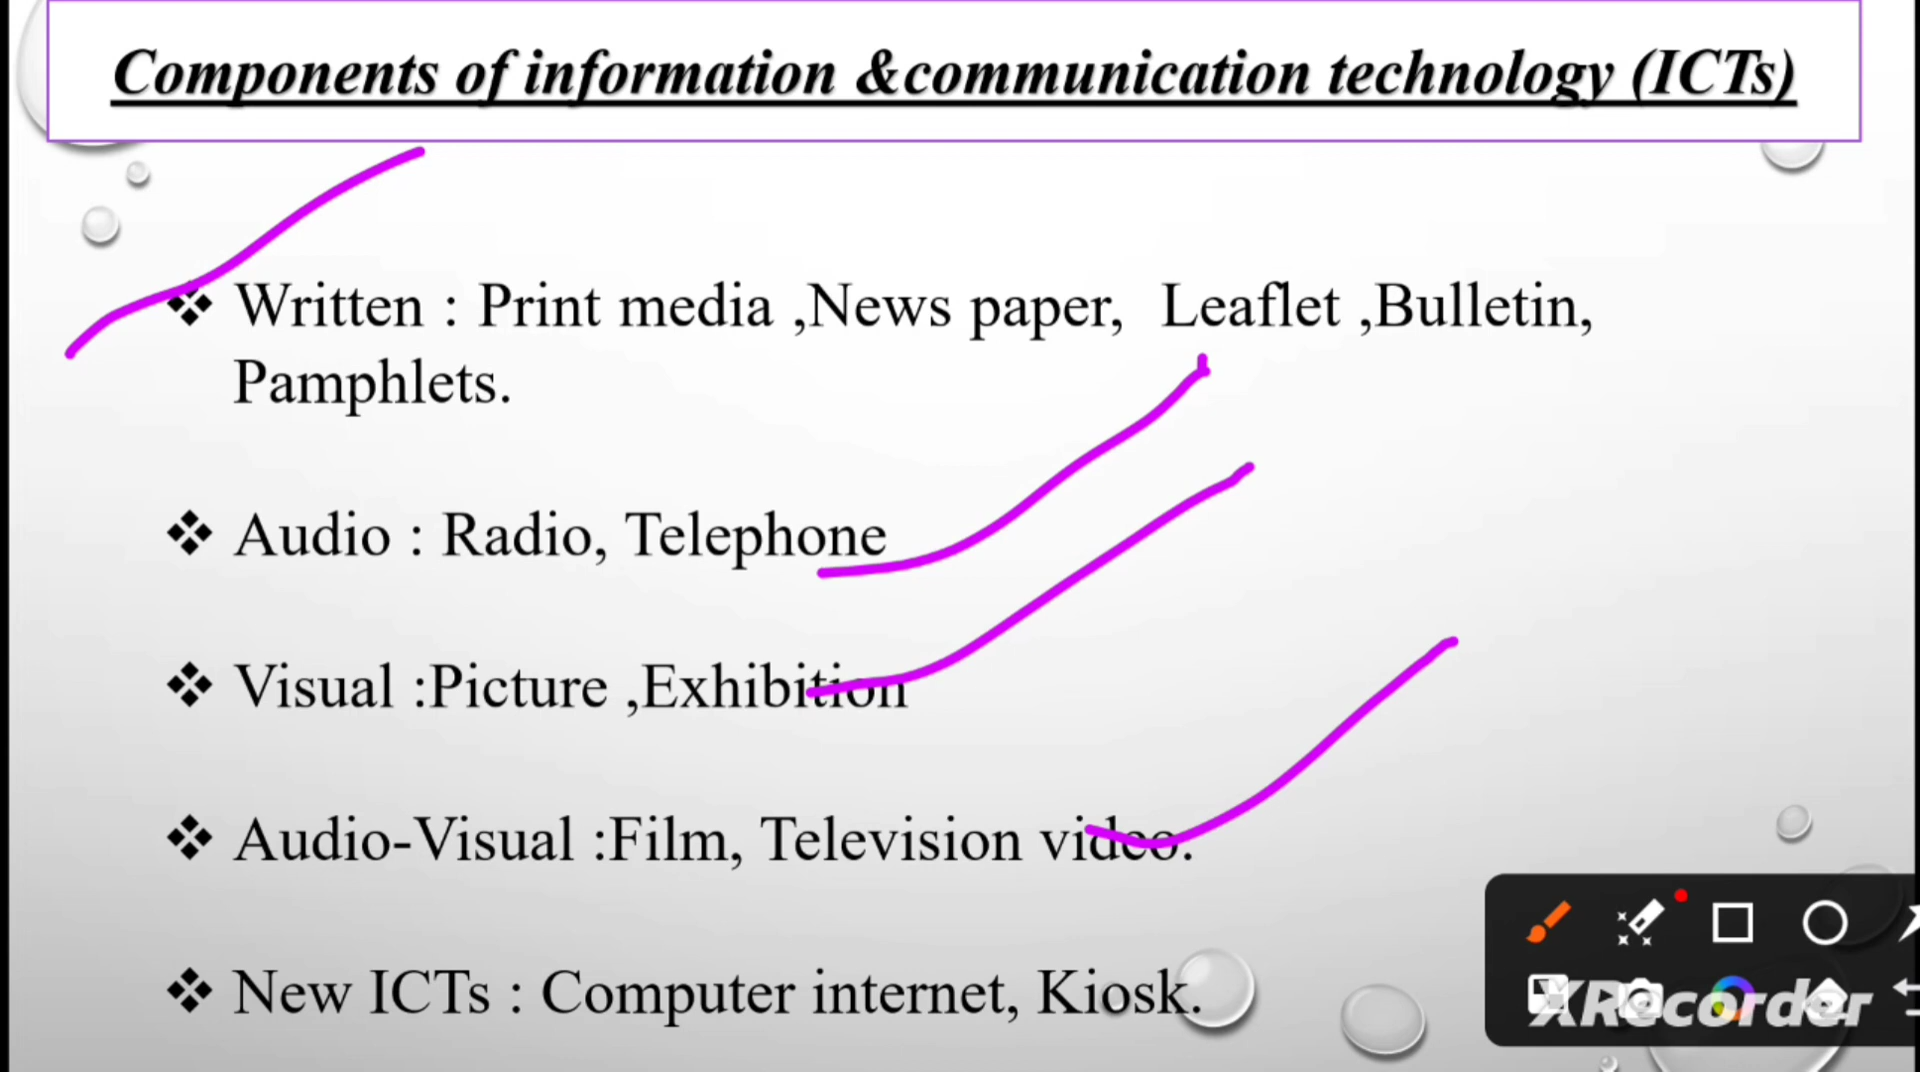 Components of information &communication technology (ICTs)
❖ Written : Print media ,News paper, Leaflet ,Bulletin,
Pamphlets.
❖ Audio : Radio, Telephone
❖ Visual :Picture ,Exhibition
❖ Audio-Visual :Film, Television video.
❖ New ICTs : Computer internet, Kiosk.
XRecorder